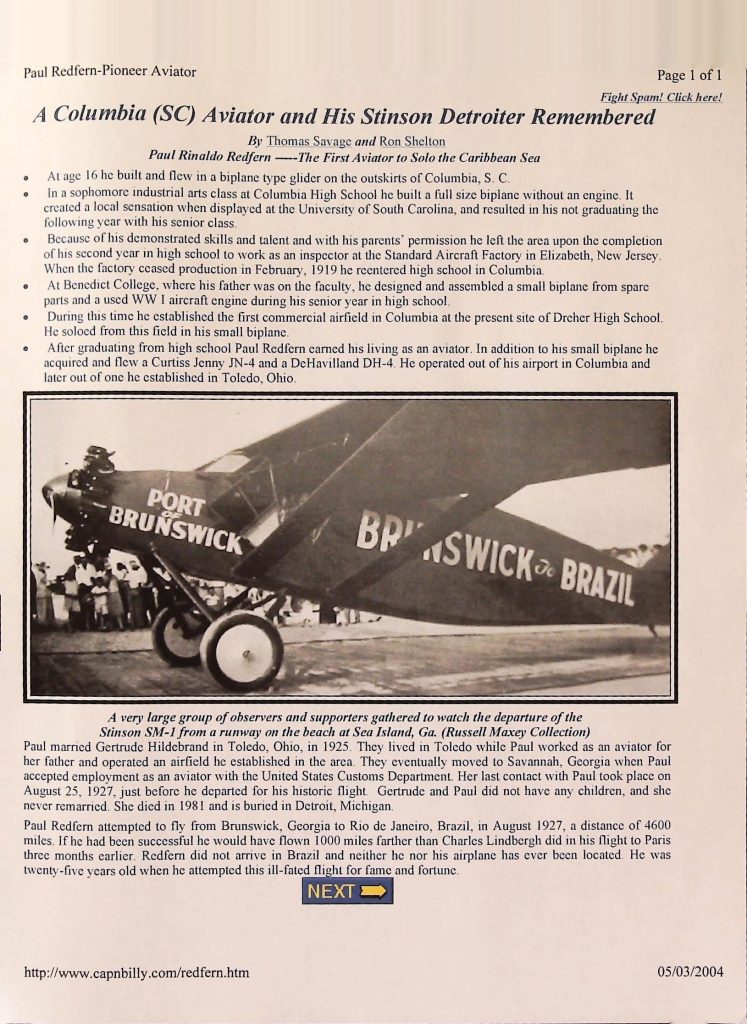 Paul Redfern-Pioneer Aviator
Page 1 of 1
Fight Spam! Click here!
A Columbia (SC) Aviator and His Stinson Detroiter Remembered
By Thomas Savage and Ron Shelton
Paul Rinaldo Redfern -----The First Aviator to Solo the Caribbean Sea
• At age 16 he built and flew in a biplane type glider on the outskirts of Columbia, S. C.
• In a sophomore industrial arts class at Columbia High School he built a full size biplane without an engine. It
created a local sensation when displayed at the University of South Carolina, and resulted in his not graduating the
following year with his senior class.
• Because of his demonstrated skills and talent and with his parents' permission he left the area upon the completion
of his second year in high school to work as an inspector at the Standard Aircraft Factory in Elizabeth, New Jersey.
When the factory ceased production in February, 1919 he reentered high school in Columbia.
• At Benedict College, where his father was on the faculty, he designed and assembled a small biplane from spare
parts and a used WW I aircraft engine during his senior year in high school.
• During this time he established the first commercial airfield in Columbia at the present site of Dreher High School.
He soloed from this field in his small biplane.
• After graduating from high school Paul Redfern earned his living as an aviator. In addition to his small biplane he
acquired and flew a Curtiss Jenny JN-4 and a DeHavilland DH-4. He operated out of his airport in Columbia and
later out of one he established in Toledo, Ohio.
PORT
OF
BRUNSWICK
BRUNSWICK To BRAZIL
A very large group of observers and supporters gathered to watch the departure of the
Stinson SM-1 from a runway on the beach at Sea Island, Ga. (Russell Maxey Collection)
Paul married Gertrude Hildebrand in Toledo, Ohio, in 1925. They lived in Toledo while Paul worked as an aviator for
her father and operated an airfield he established in the area. They eventually moved to Savannah, Georgia when Paul
accepted employment as an aviator with the United States Customs Department. Her last contact with Paul took place on
August 25, 1927, just before he departed for his historic flight. Gertrude and Paul did not have any children, and she
never remarried. She died in 1981 and is buried in Detroit, Michigan.
Paul Redfern attempted to fly from Brunswick, Georgia to Rio de Janeiro, Brazil, in August 1927, a distance of 4600
miles. If he had been successful he would have flown 1000 miles farther than Charles Lindbergh did in his flight to Paris
three months earlier. Redfern did not arrive in Brazil and neither he nor his airplane has ever been located. He was
twenty-five years old when he attempted this ill-fated flight for fame and fortune.
NEXT
http://www.capnbilly.com/redfern.htm
05/03/2004